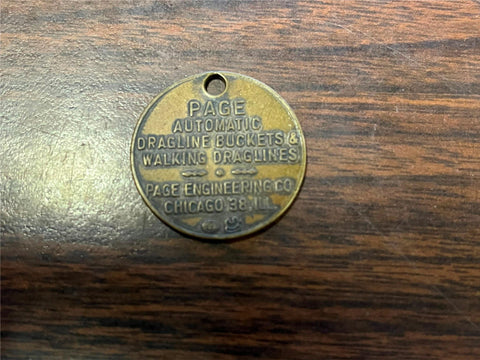 PAGE
AUTOMATIC
DRAGLINE BUCKETS &
WALKING DRAGLINES
PAGE ENGINEERING CO.
CHICAGO 38, ILL.